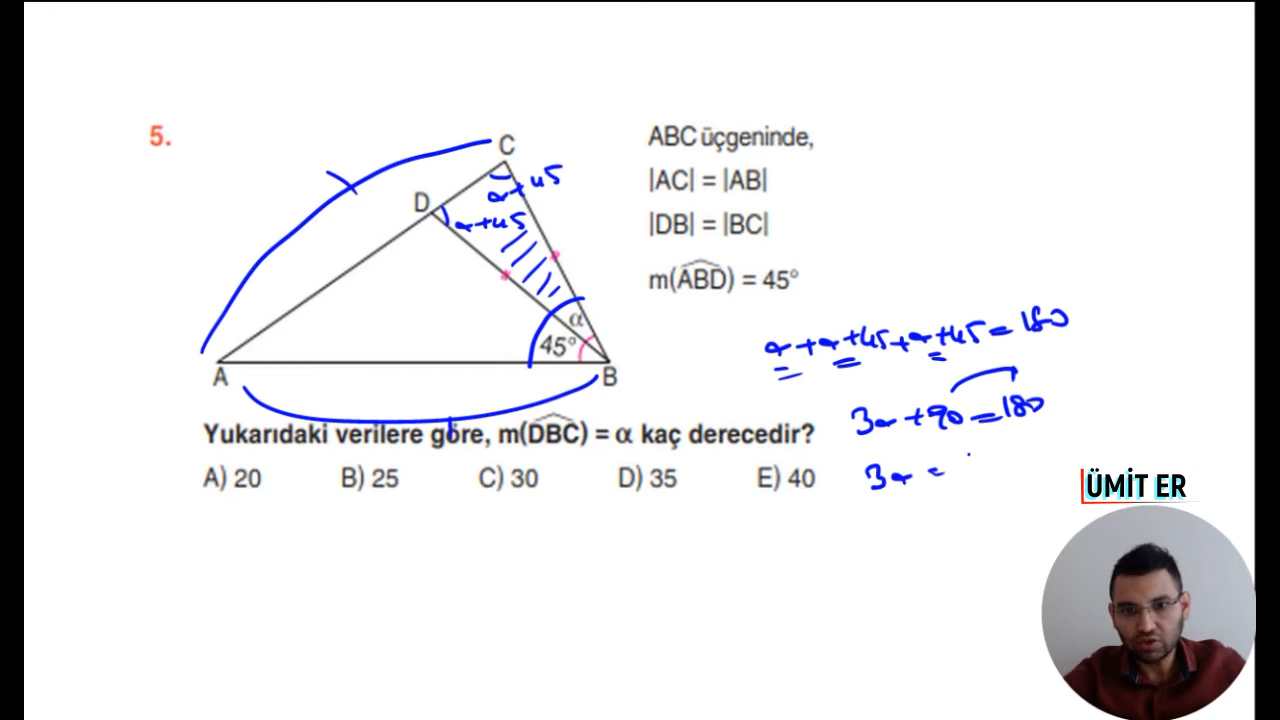 5.
C
ABC üçgeninde,
α+45
|AC| = |AB|
D
α+45
|DB| = |BC|
m(ABD) = 45°
α
45°
α+α+45+α+45=180
A
B
3α+90=180
Yukarıdaki verilere göre, m(DBC) = α kaç derecedir?
3α =
A) 20 B) 25 C) 30 D) 35 E) 40
ÜMİT ER